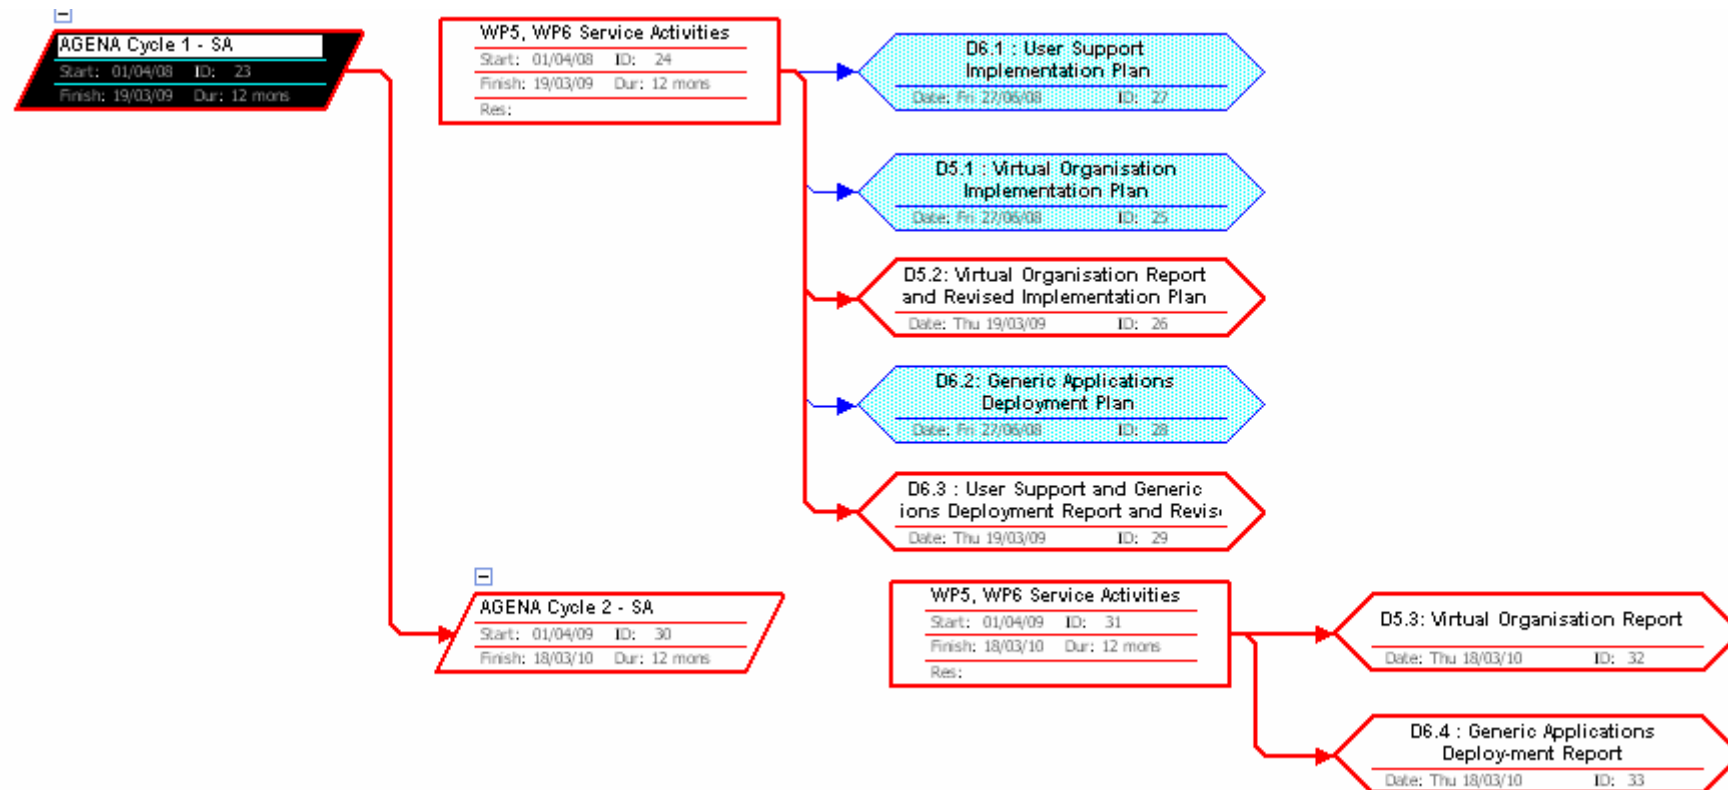 AGENA Cycle 1 - SA
Start: 01/04/08 ID: 23
Finish: 19/03/09 Dur: 12 mons
WP5, WP6 Service Activities
Start: 01/04/08 ID: 24
Finish: 19/03/09 Dur: 12 mons
Res:
D6.1 : User Support
Implementation Plan
Date: Fri 27/06/08 ID: 27
D5.1 : Virtual Organisation
Implementation Plan
Date: Fri 27/06/08 ID: 25
D5.2: Virtual Organisation Report
and Revised Implementation Plan
Date: Thu 19/03/09 ID: 26
D6.2: Generic Applications
Deployment Plan
Date: Fri 27/06/08 ID: 28
D6.3 : User Support and Generic
ions Deployment Report and Revis
Date: Thu 19/03/09 ID: 29
AGENA Cycle 2 - SA
Start: 01/04/09 ID: 30
Finish: 18/03/10 Dur: 12 mons
WP5, WP6 Service Activities
Start: 01/04/09 ID: 31
Finish: 18/03/10 Dur: 12 mons
Res:
D5.3: Virtual Organisation Report
Date: Thu 18/03/10 ID: 32
D6.4 : Generic Applications
Deploy-ment Report
Date: Thu 18/03/10 ID: 33